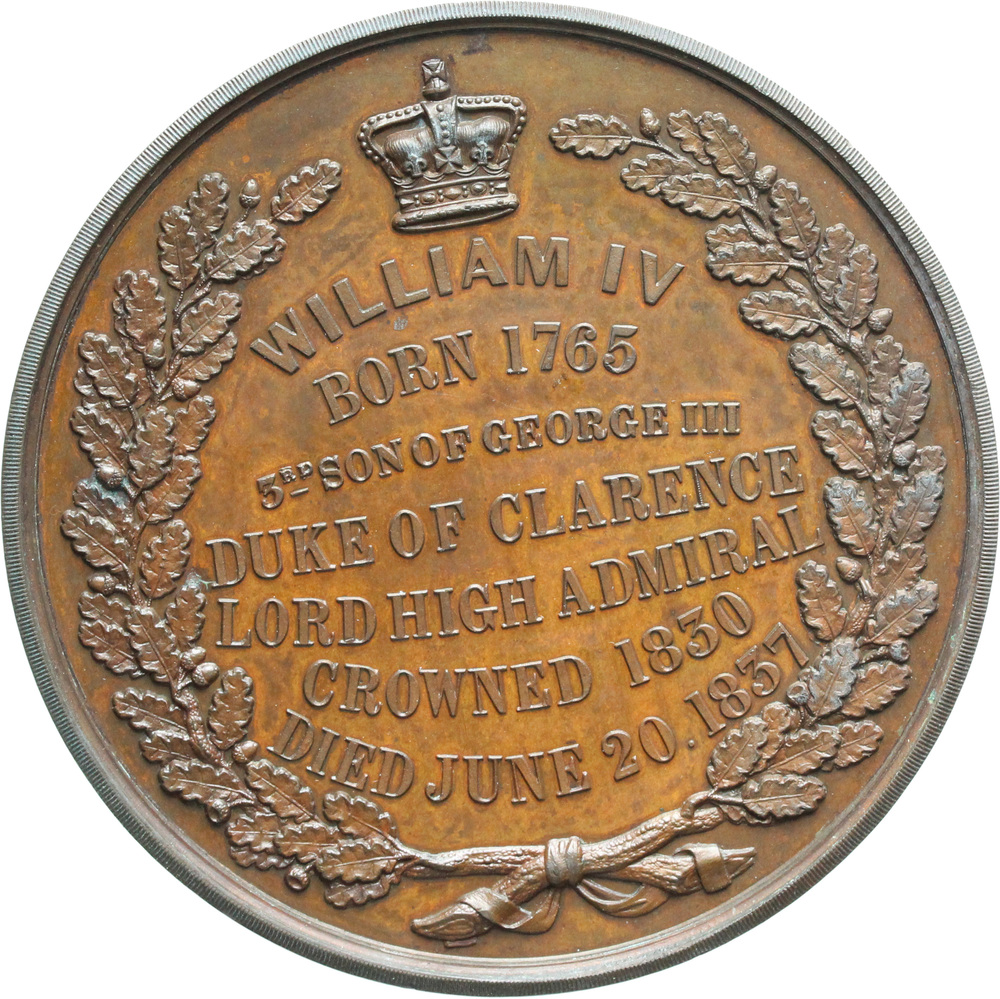 WILLIAM IV
BORN 1765
3RD SON OF GEORGE III
DUKE OF CLARENCE
LORD HIGH ADMIRAL
CROWNED 1830
DIED JUNE 20. 1837.